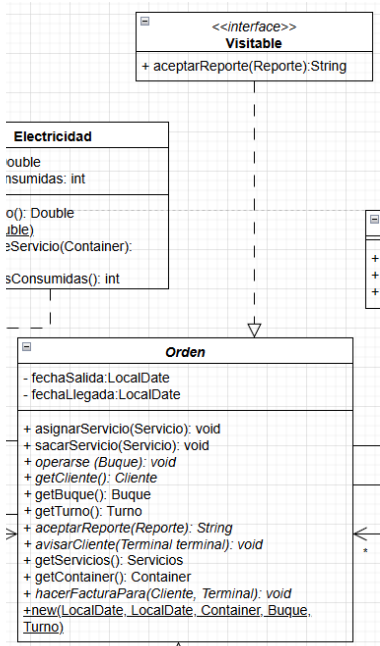 <<interface>>
Visitable
+ aceptarReporte(Reporte):String
Electricidad
nsumidas: int
o(): Double
eServicio(Container):
sConsumidas(): int
+
+
+
Orden
- fechaSalida:LocalDate
- fechaLlegada:LocalDate
+ asignarServicio(Servicio): void
+ sacarServicio(Servicio): void
+ operarse (Buque): void
+ getCliente(): Cliente
+ getBuque(): Buque
+ getTurno(): Turno
+ aceptarReporte(Reporte): String
+ avisarCliente(Terminal terminal): void
+ getServicios(): Servicios
+ getContainer(): Container
+ hacerFacturaPara(Cliente, Terminal): void
+new(LocalDate, LocalDate, Container, Buque,
Turno)
*